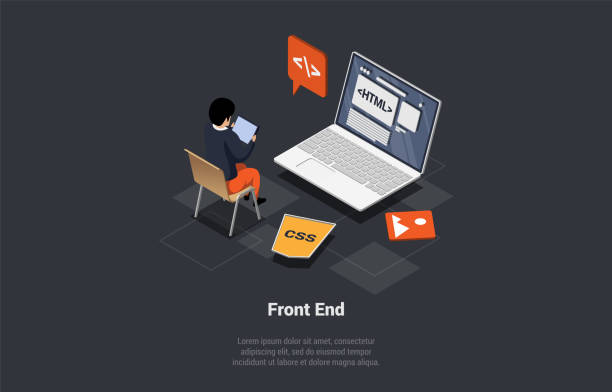 </>
<HTML>
CSS
Front End
Lorem ipsum dolor sit amet, consectetur
adipiscing elit, sed do eiusmod tempor
incididunt ut labore et dolore magna aliqua.